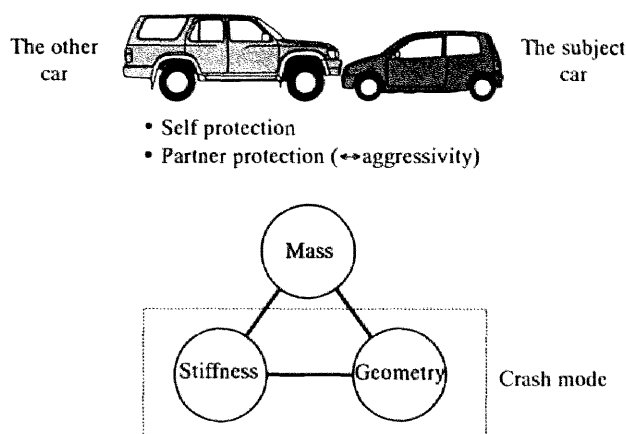 The other
car
The subject
car
• Self protection
• Partner protection (↔aggressivity)
Mass
Stiffness
Geometry
Crash mode